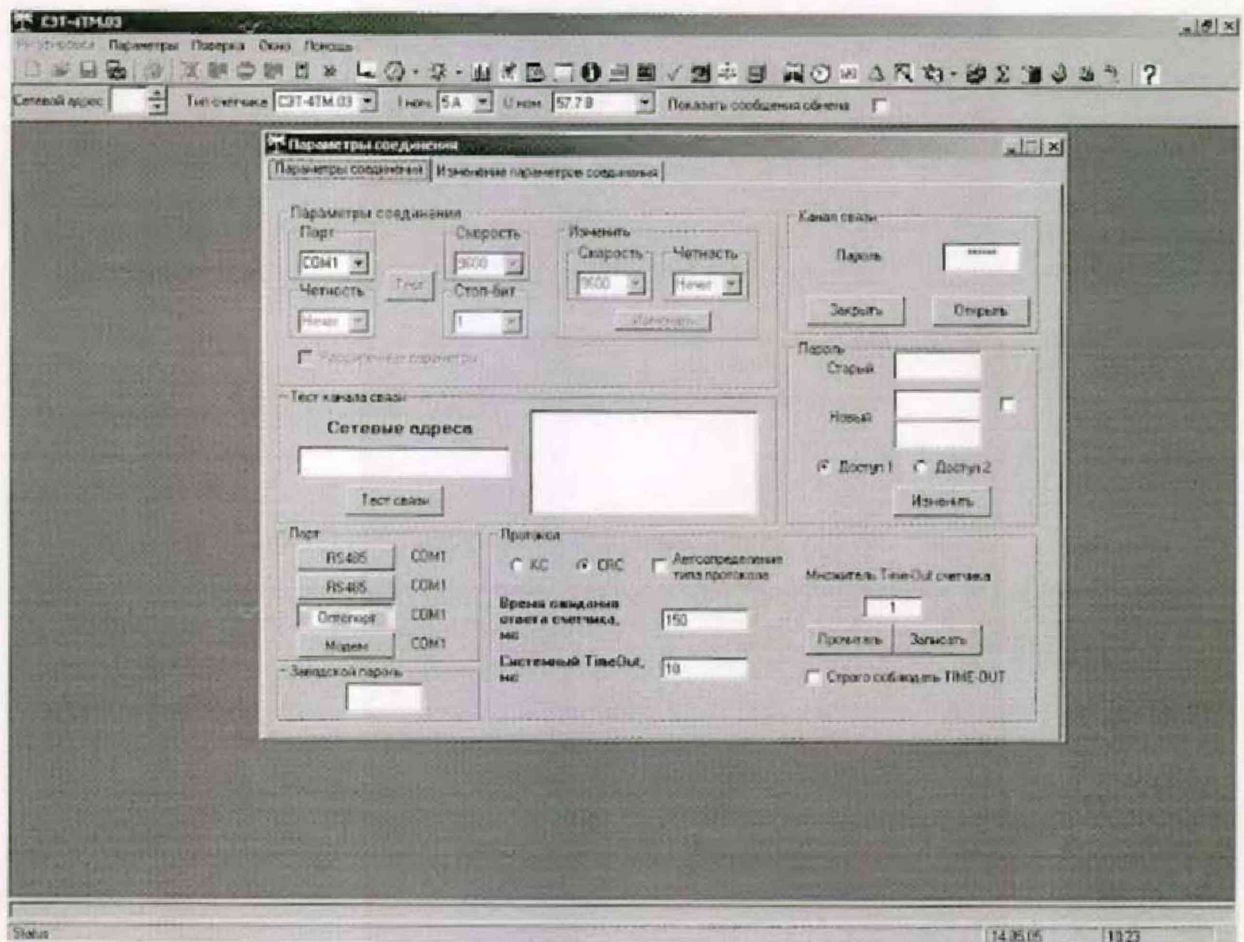 СЭТ-4ТМ.03
Параметры Поверка Окно Помощь
Сетевой адрес Тип счетчика СЭТ-4ТМ.03 I ном. 5 А U ном. 57.7 В Показать сообщения обмена
Параметры соединения
Параметры соединения Изменение параметров соединения
Параметры соединения
Порт Скорость Изменить
COM1 9600 Скорость Четность
Тест 9600 Нечет
Четность Стоп-бит
Нечет 1 Изменить
Расширенные параметры
Канал связи
Пароль ******
Закрыть Открыть
Пароль
Старый
Новый
Доступ 1 Доступ 2
Изменить
Тест канала связи
Сетевые адреса
Тест связи
Порт
RS485 COM1
RS485 COM1
Оптопорт COM1
Модем COM1
Заводской пароль
Протокол
КС CRC Автоопределение типа протокола
Время ожидания
ответа счетчика, 150
мс
Системный TimeOut, 10
мс
Множитель Time-Out счетчика
1
Прочитать Записать
Строго соблюдать TIME-OUT
Status 14.05.05 10:23